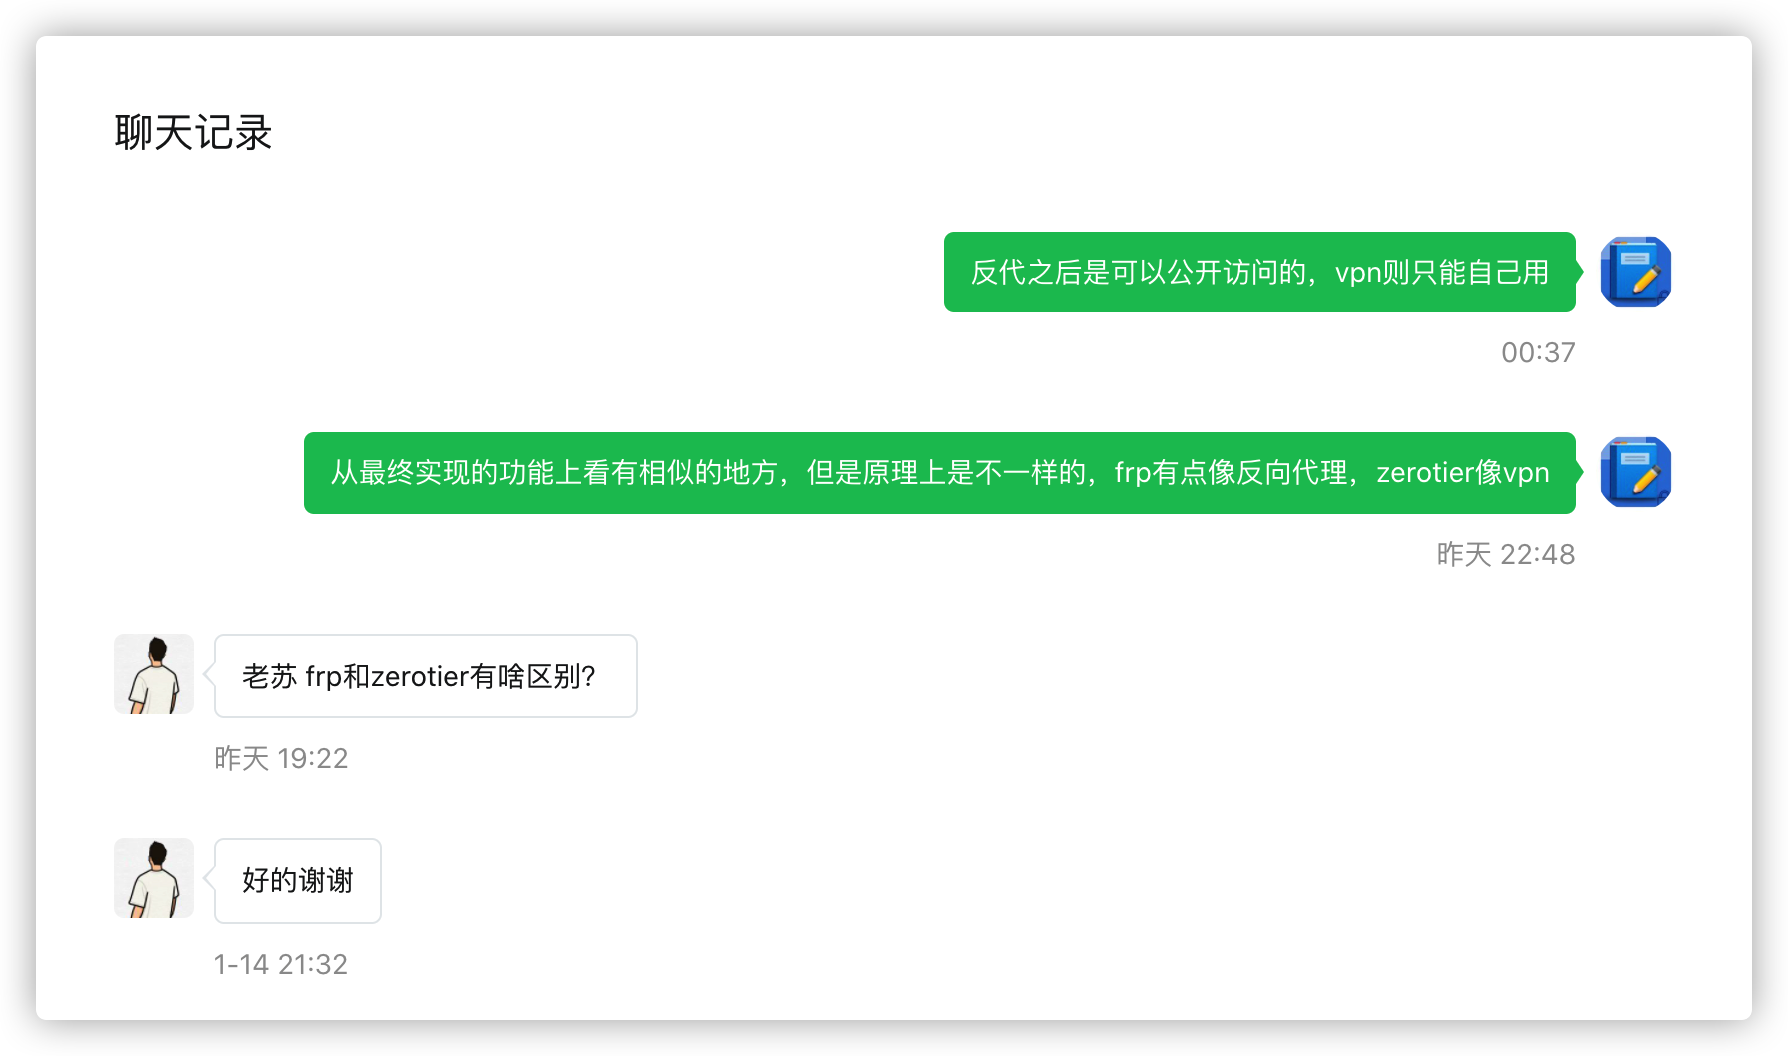 聊天记录
反代之后是可以公开访问的，vpn则只能自己用
00:37
从最终实现的功能上看有相似的地方，但是原理上是不一样的，frp有点像反向代理，zerotier像vpn
昨天 22:48
老苏 frp和zerotier有啥区别?
昨天 19:22
好的谢谢
1-14 21:32